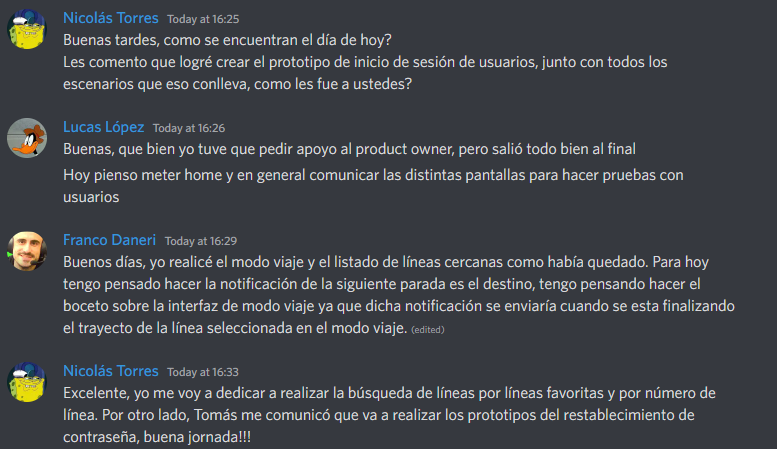 Nicolás Torres Today at 16:25
Buenas tardes, como se encuentran el día de hoy?
Les comento que logré crear el prototipo de inicio de sesión de usuarios, junto con todos los
escenarios que eso conlleva, como les fue a ustedes?
Lucas López Today at 16:26
Buenas, que bien yo tuve que pedir apoyo al product owner, pero salió todo bien al final
Hoy pienso meter home y en general comunicar las distintas pantallas para hacer pruebas con
usuarios
Franco Daneri Today at 16:29
Buenos días, yo realicé el modo viaje y el listado de líneas cercanas como había quedado. Para hoy
tengo pensado hacer la notificación de la siguiente parada es el destino, tengo pensando hacer el
boceto sobre la interfaz de modo viaje ya que dicha notificación se enviaría cuando se esta finalizando
el trayecto de la línea seleccionada en el modo viaje. (edited)
Nicolás Torres Today at 16:33
Excelente, yo me voy a dedicar a realizar la búsqueda de líneas por líneas favoritas y por número de
línea. Por otro lado, Tomás me comunicó que va a realizar los prototipos del restablecimiento de
contraseña, buena jornada!!!